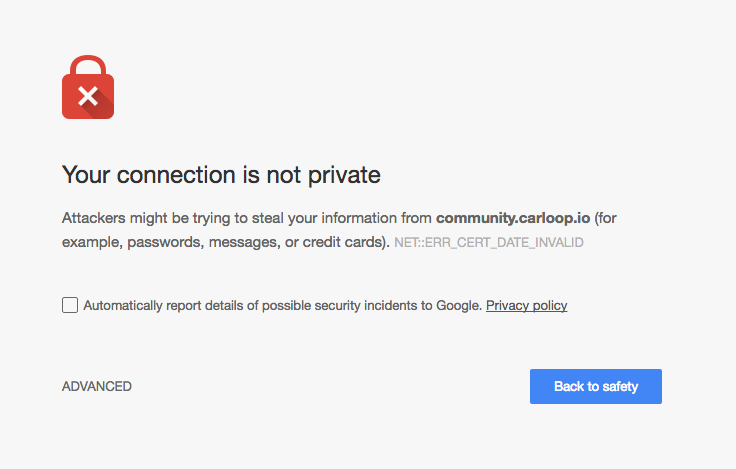 Your connection is not private
Attackers might be trying to steal your information from community.carloop.io (for
example, passwords, messages, or credit cards). NET::ERR_CERT_DATE_INVALID
Automatically report details of possible security incidents to Google. Privacy policy
ADVANCED
Back to safety